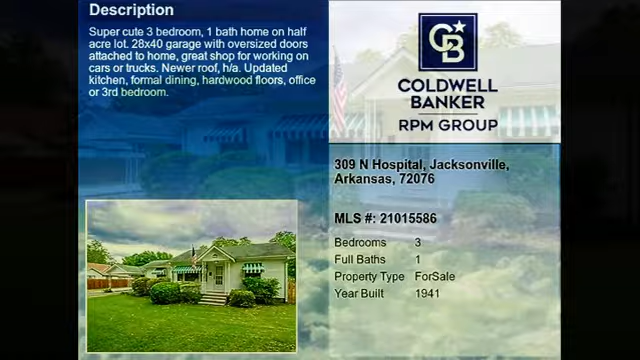 Description
Super cute 3 bedroom, 1 bath home on half
acre lot. 28x40 garage with oversized doors
attached to home, great shop for working on
cars or trucks. Newer roof, h/a. Updated
kitchen, formal dining, hardwood floors, office
or 3rd bedroom.
CB
COLDWELL
BANKER
RPM GROUP
309 N Hospital, Jacksonville,
Arkansas, 72076
MLS #: 21015586
Bedrooms 3
Full Baths 1
Property Type ForSale
Year Built 1941